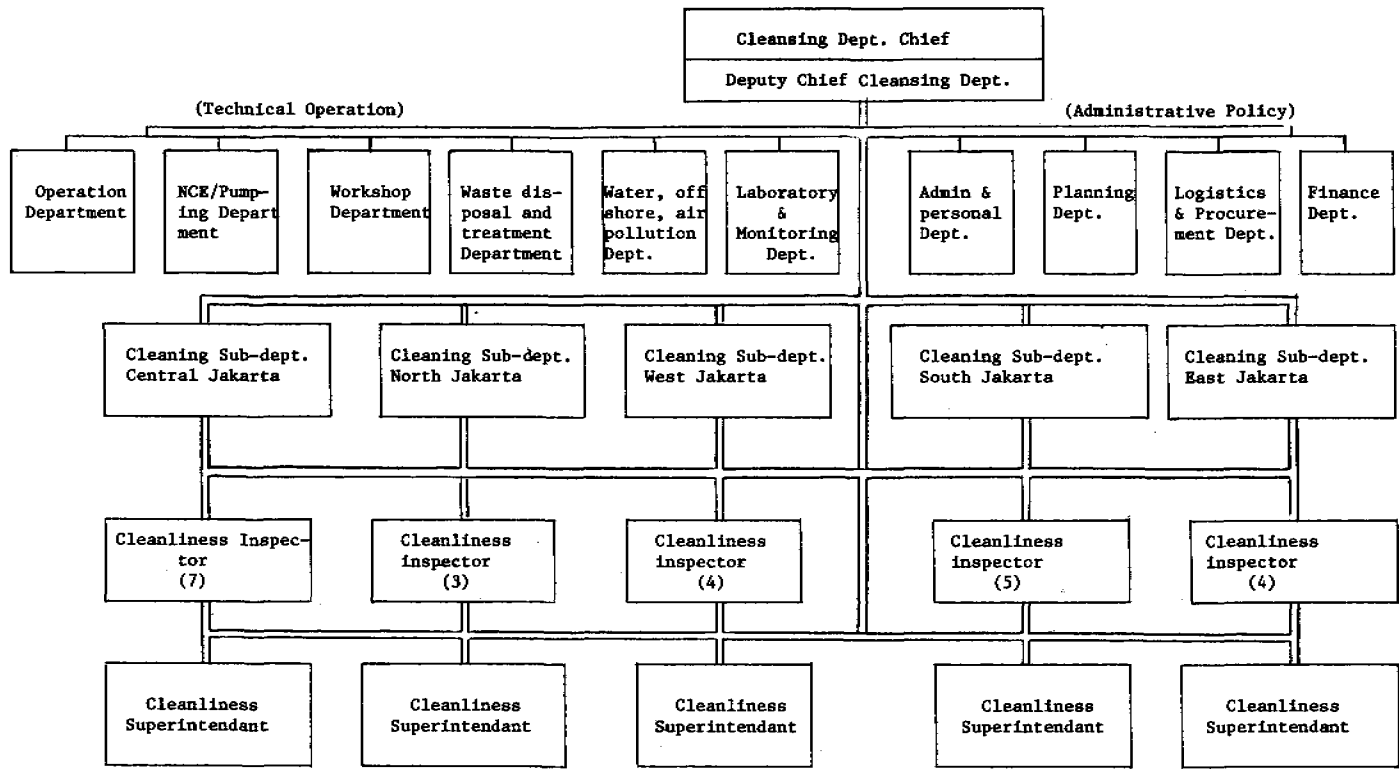 Cleansing Dept. Chief
Deputy Chief Cleansing Dept.
(Technical Operation)
(Administrative Policy)
Operation
Department
NCE/Pump-
ing Depart
ment
Workshop
Department
Waste dis-
posal and
treatment
Department
Water, off
shore, air
pollution
Dept.
Laboratory
&
Monitoring
Dept.
Admin &
personal
Dept.
Planning
Dept.
Logistics
& Procure-
ment Dept.
Finance
Dept.
Cleaning Sub-dept.
Central Jakarta
Cleaning Sub-dept.
North Jakarta
Cleaning Sub-dept.
West Jakarta
Cleaning Sub-dept.
South Jakarta
Cleaning Sub-dept.
East Jakarta
Cleanliness Inspec-
tor
(7)
Cleanliness
inspector
(3)
Cleanliness
inspector
(4)
Cleanliness
inspector
(5)
Cleanliness
inspector
(4)
Cleanliness
Superintendant
Cleanliness
Superintendant
Cleanliness
Superintendant
Cleanliness
Superintendant
Cleanliness
Superintendant